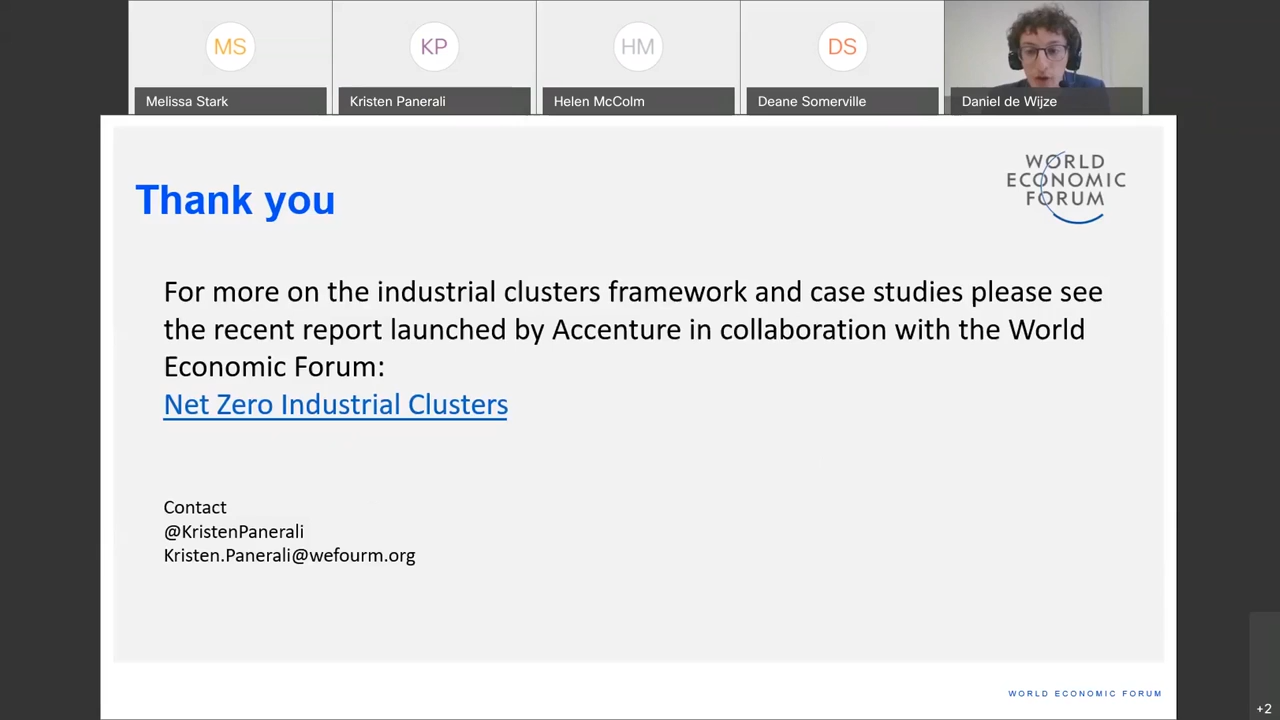 MS
KP
HM
DS
Melissa Stark
Kristen Panerali
Helen McColm
Deane Somerville
Daniel de Wijze
WORLD
ECONOMIC
FORUM
Thank you
For more on the industrial clusters framework and case studies please see
the recent report launched by Accenture in collaboration with the World
Economic Forum:
Net Zero Industrial Clusters
Contact
@KristenPanerali
Kristen.Panerali@wefourm.org
WORLD ECONOMIC FORUM
+2